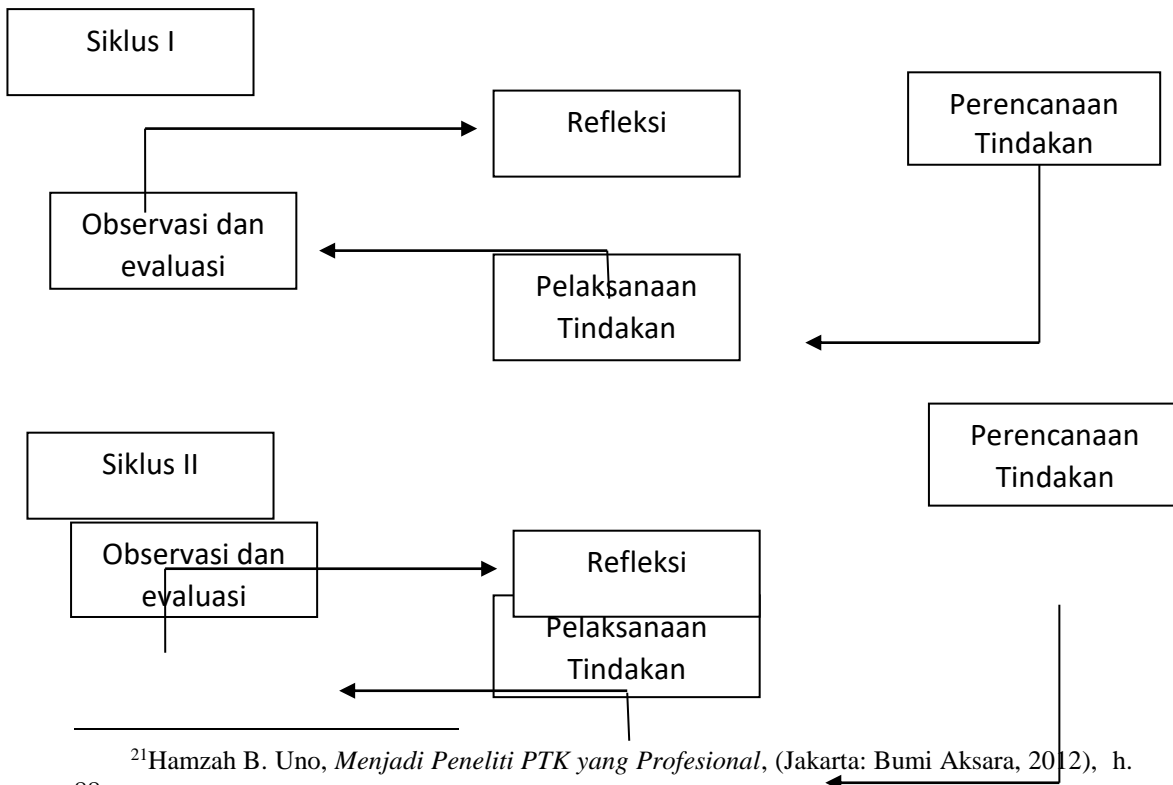 Siklus I
Refleksi
Perencanaan
Tindakan
Observasi dan
evaluasi
Pelaksanaan
Tindakan
Perencanaan
Tindakan
Siklus II
Observasi dan
evaluasi
Refleksi
Pelaksanaan
Tindakan
21Hamzah B. Uno, Menjadi Peneliti PTK yang Profesional, (Jakarta: Bumi Aksara, 2012), h.